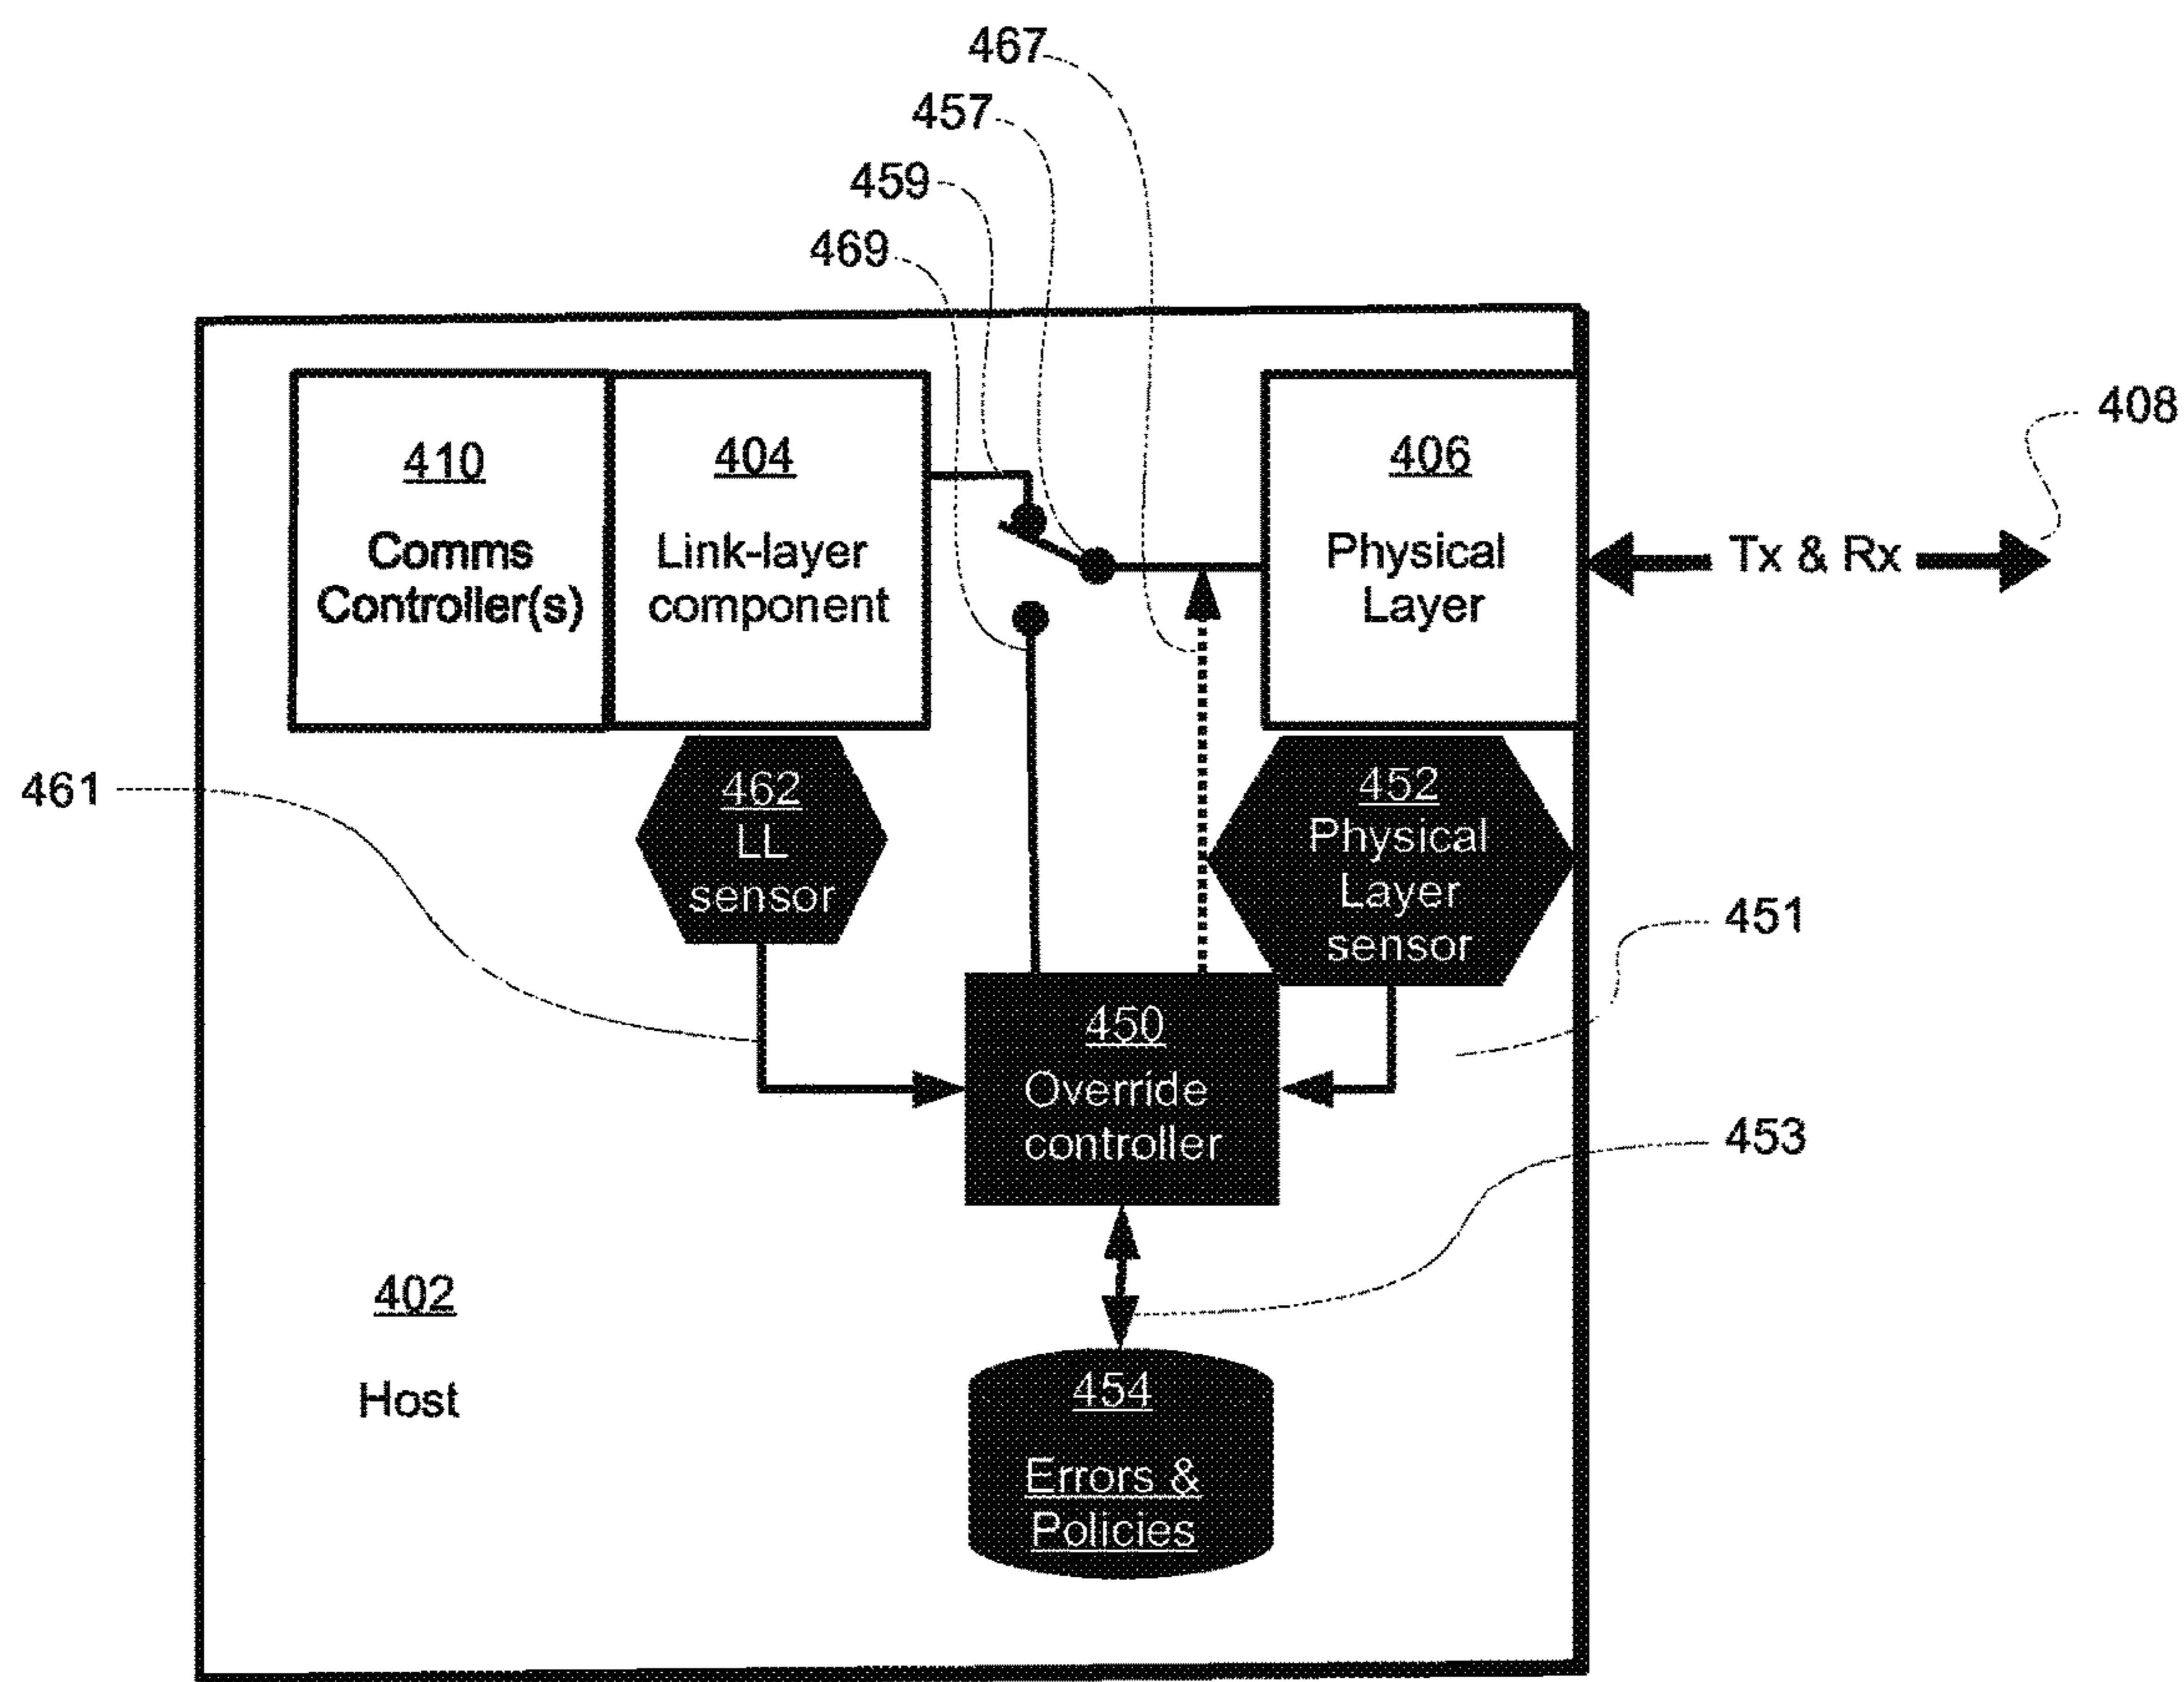 467
457
459
469
410
Comms
Controller(s)
404
Link-layer
component
406
Physical
Layer
408
Tx & Rx
461
462
LL
sensor
452
Physical
Layer
sensor
451
450
Override
controller
453
402
Host
454
Errors &
Policies